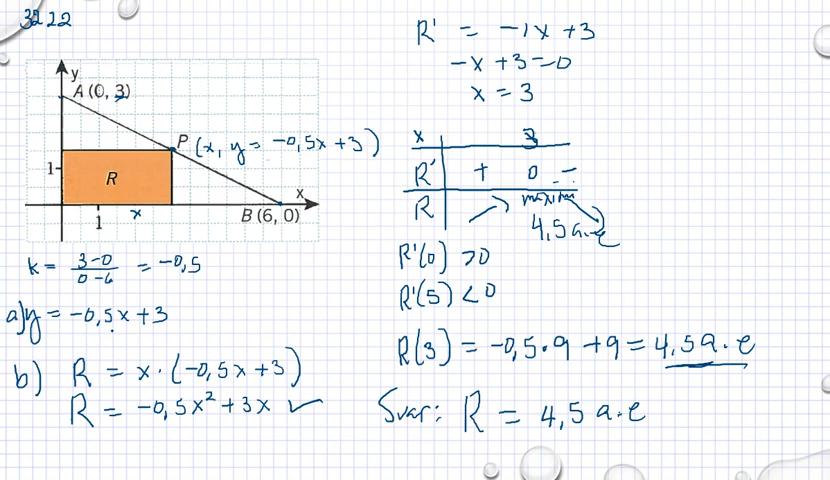 3222
y
A (0, 3)
P (x, y = -0,5x + 3)
1
R
x
1
x
B (6, 0)
k = 3-0 / 0-6 = -0,5
a) y = -0,5x + 3
b) R = x · (-0,5x + 3)
R = -0,5x² + 3x ✓
R' = -1x + 3
-x + 3 = 0
x = 3
x 3
R' + 0 -
R maximi
4,5 a.e
R'(0) > 0
R'(5) < 0
R(3) = -0,5 · 9 + 9 = 4,5 a.e
Svar: R = 4,5 a.e